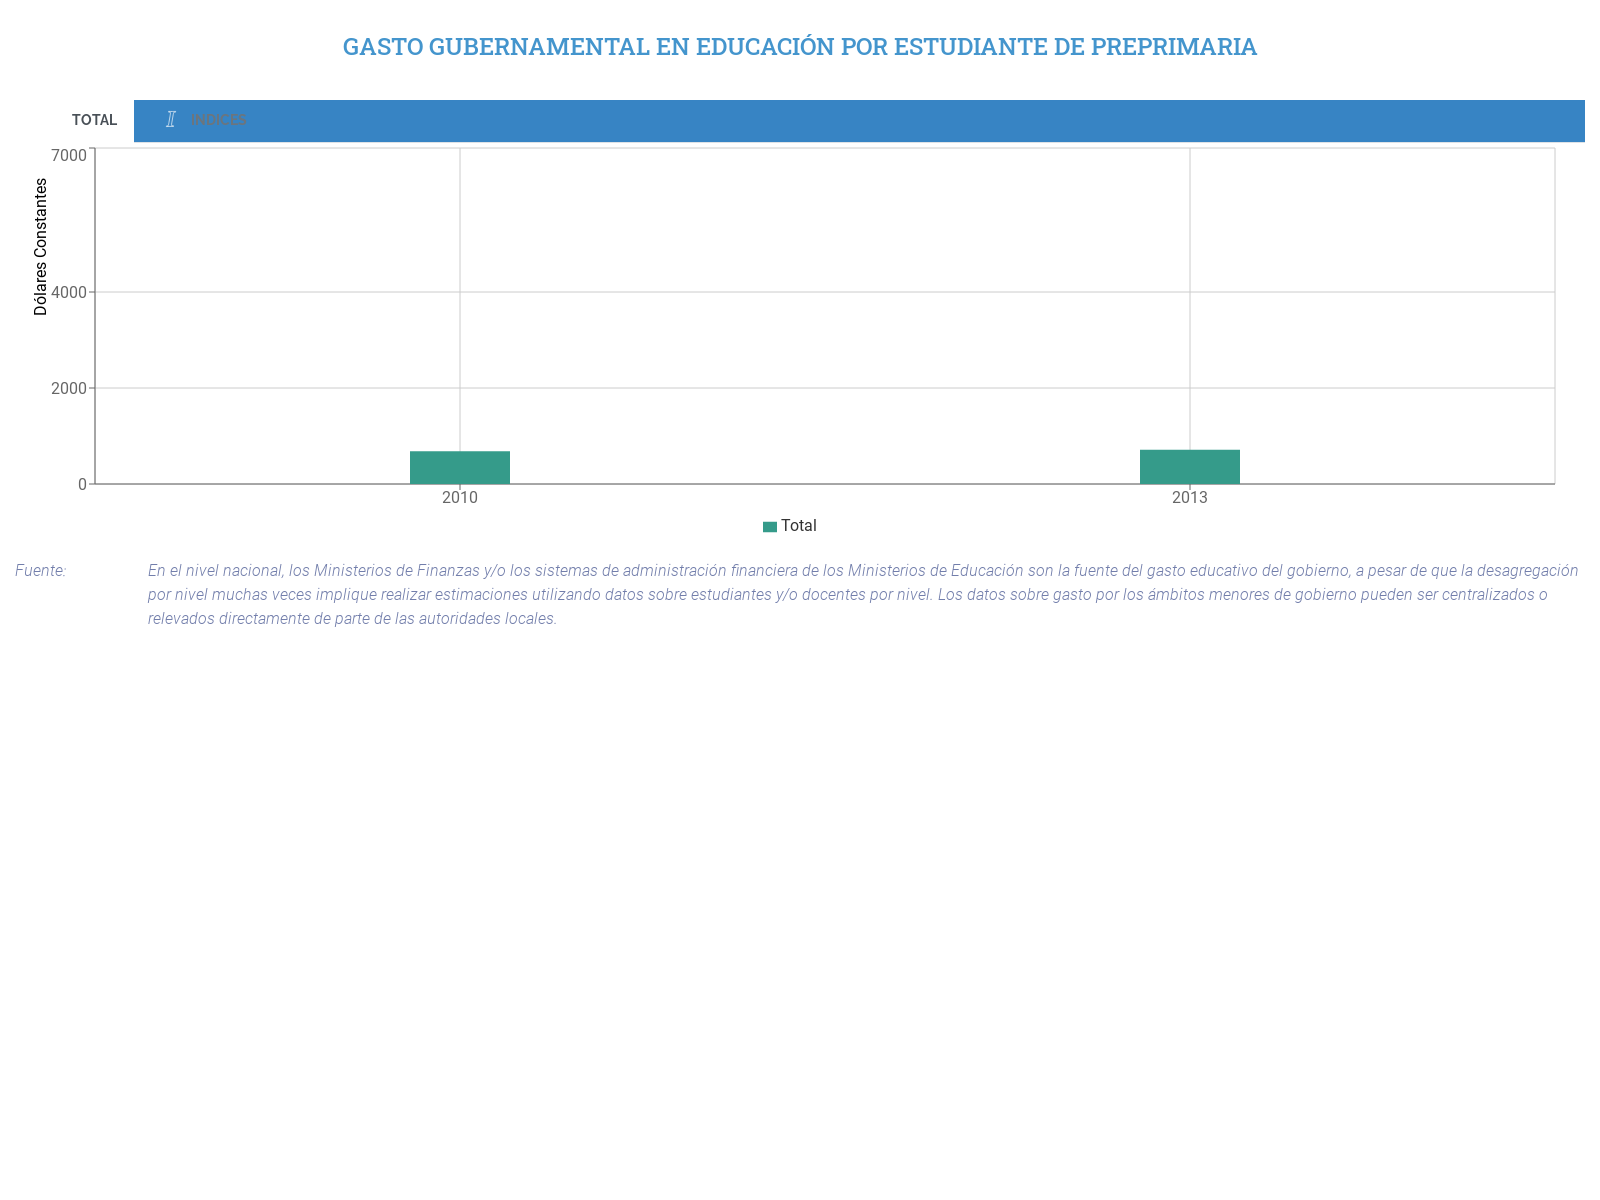 GASTO GUBERNAMENTAL EN EDUCACIÓN POR ESTUDIANTE DE PREPRIMARIA
TOTAL
INDICES
7000
Dólares Constantes
4000
2000
0
2010
2013
Total
Fuente:
En el nivel nacional, los Ministerios de Finanzas y/o los sistemas de administración financiera de los Ministerios de Educación son la fuente del gasto educativo del gobierno, a pesar de que la desagregación
por nivel muchas veces implique realizar estimaciones utilizando datos sobre estudiantes y/o docentes por nivel. Los datos sobre gasto por los ámbitos menores de gobierno pueden ser centralizados o
relevados directamente de parte de las autoridades locales.